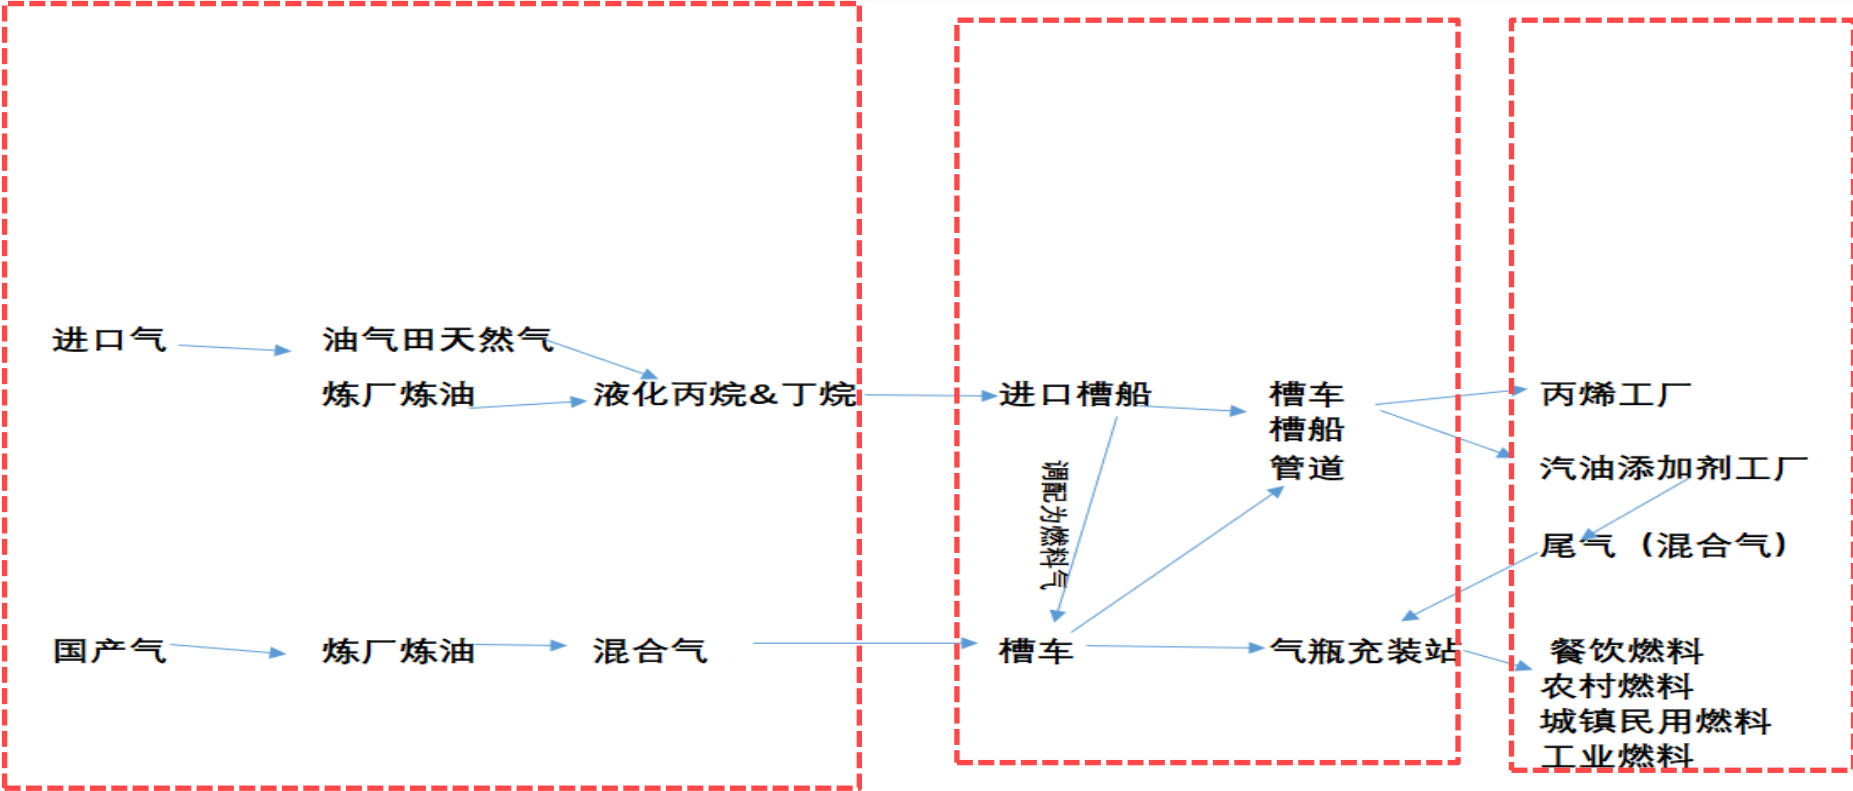 进口气
油气田天然气
炼厂炼油
液化丙烷&丁烷
进口槽船
槽车
槽船
管道
丙烯工厂
汽油添加剂工厂
调配为燃料气
尾气（混合气）
国产气
炼厂炼油
混合气
槽车
气瓶充装站
餐饮燃料
农村燃料
城镇民用燃料
工业燃料